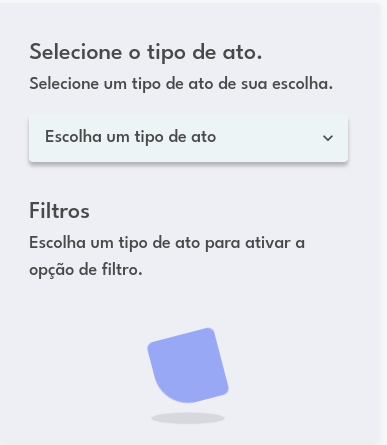 Selecione o tipo de ato.
Selecione um tipo de ato de sua escolha.
Escolha um tipo de ato
Filtros
Escolha um tipo de ato para ativar a
opção de filtro.